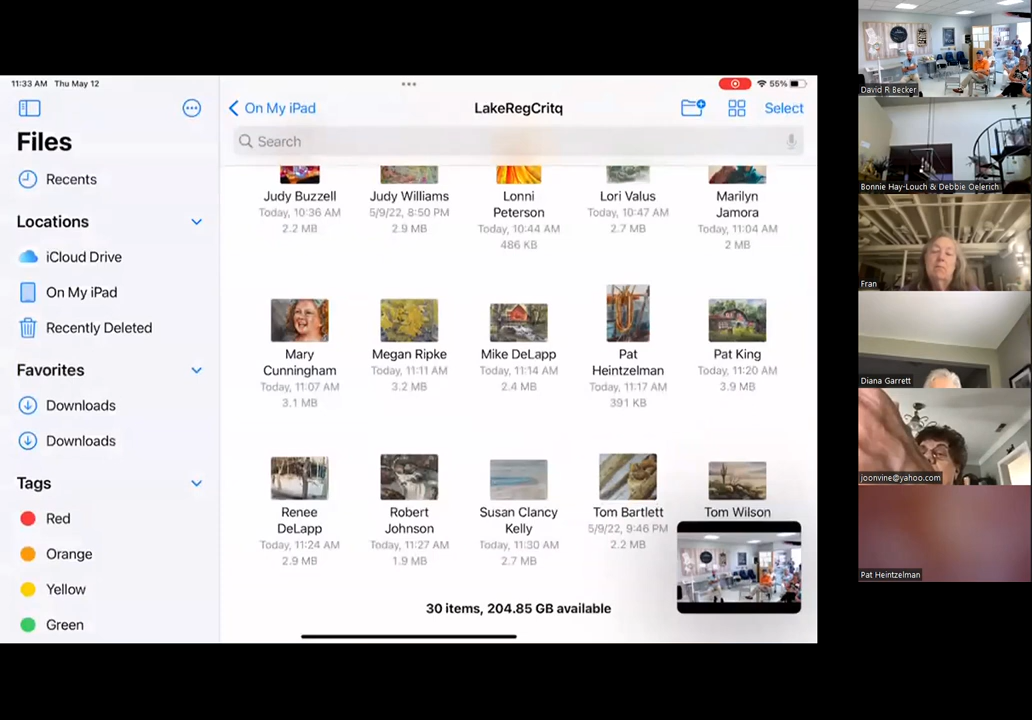 11:33 AM Thu May 12
55%
Files
Recents
Locations
iCloud Drive
On My iPad
Recently Deleted
Favorites
Downloads
Downloads
Tags
Red
Orange
Yellow
Green
On My iPad
LakeRegCritq
Select
Search
Judy Buzzell
Today, 10:36 AM
2.2 MB
Judy Williams
5/9/22, 8:50 PM
2.9 MB
Lonni
Peterson
Today, 10:44 AM
486 KB
Lori Valus
Today, 10:47 AM
2.7 MB
Marilyn
Jamora
Today, 11:04 AM
2 MB
Mary
Cunningham
Today, 11:07 AM
3.1 MB
Megan Ripke
Today, 11:11 AM
3.2 MB
Mike DeLapp
Today, 11:14 AM
2.4 MB
Pat
Heintzelman
Today, 11:17 AM
391 KB
Pat King
Today, 11:20 AM
3.9 MB
Renee
DeLapp
Today, 11:24 AM
2.9 MB
Robert
Johnson
Today, 11:27 AM
1.9 MB
Susan Clancy
Kelly
Today, 11:30 AM
2.7 MB
Tom Bartlett
5/9/22, 9:46 PM
2.2 MB
Tom Wilson
30 items, 204.85 GB available
David R Becker
Bonnie Hay-Louch & Debbie Oelerich
Fran
Diana Garrett
joonvine@yahoo.com
Pat Heintzelman